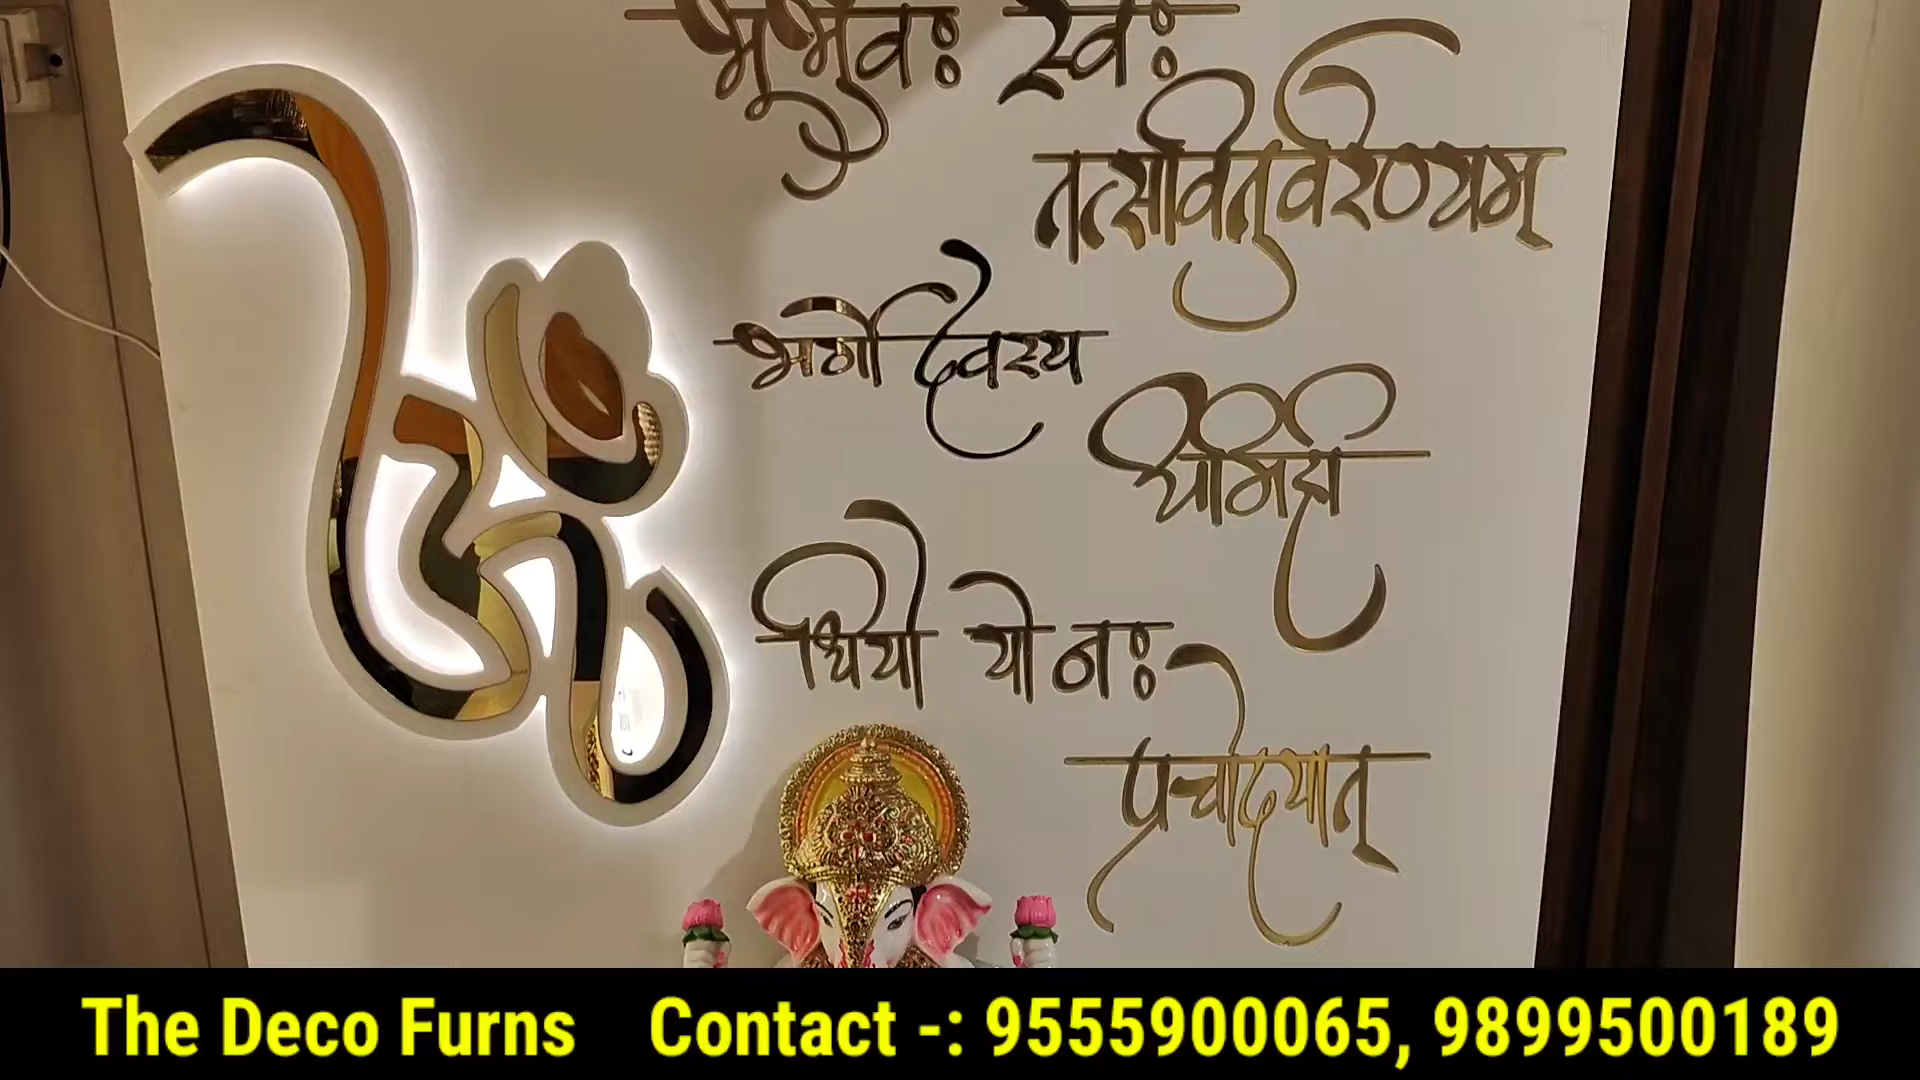 भूर्भुवः स्वः
तत्सवितुर्वरेण्यम्
भर्गो देवस्य
धीमहि
धियो यो नः
प्रचोदयात्
The Deco Furns Contact -: 9555900065, 9899500189